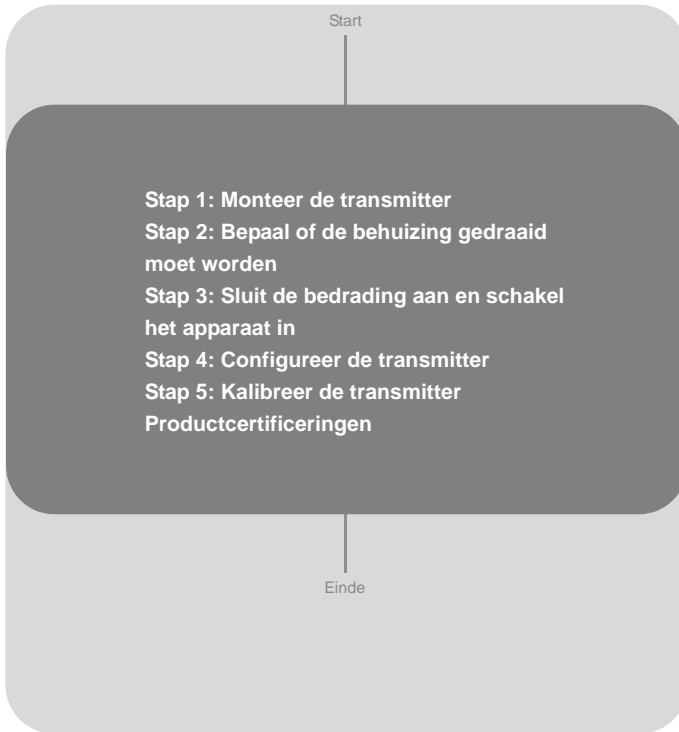 Start
Stap 1: Monteer de transmitter
Stap 2: Bepaal of de behuizing gedraaid
moet worden
Stap 3: Sluit de bedrading aan en schakel
het apparaat in
Stap 4: Configureer de transmitter
Stap 5: Kalibreer de transmitter
Productcertificeringen
Einde